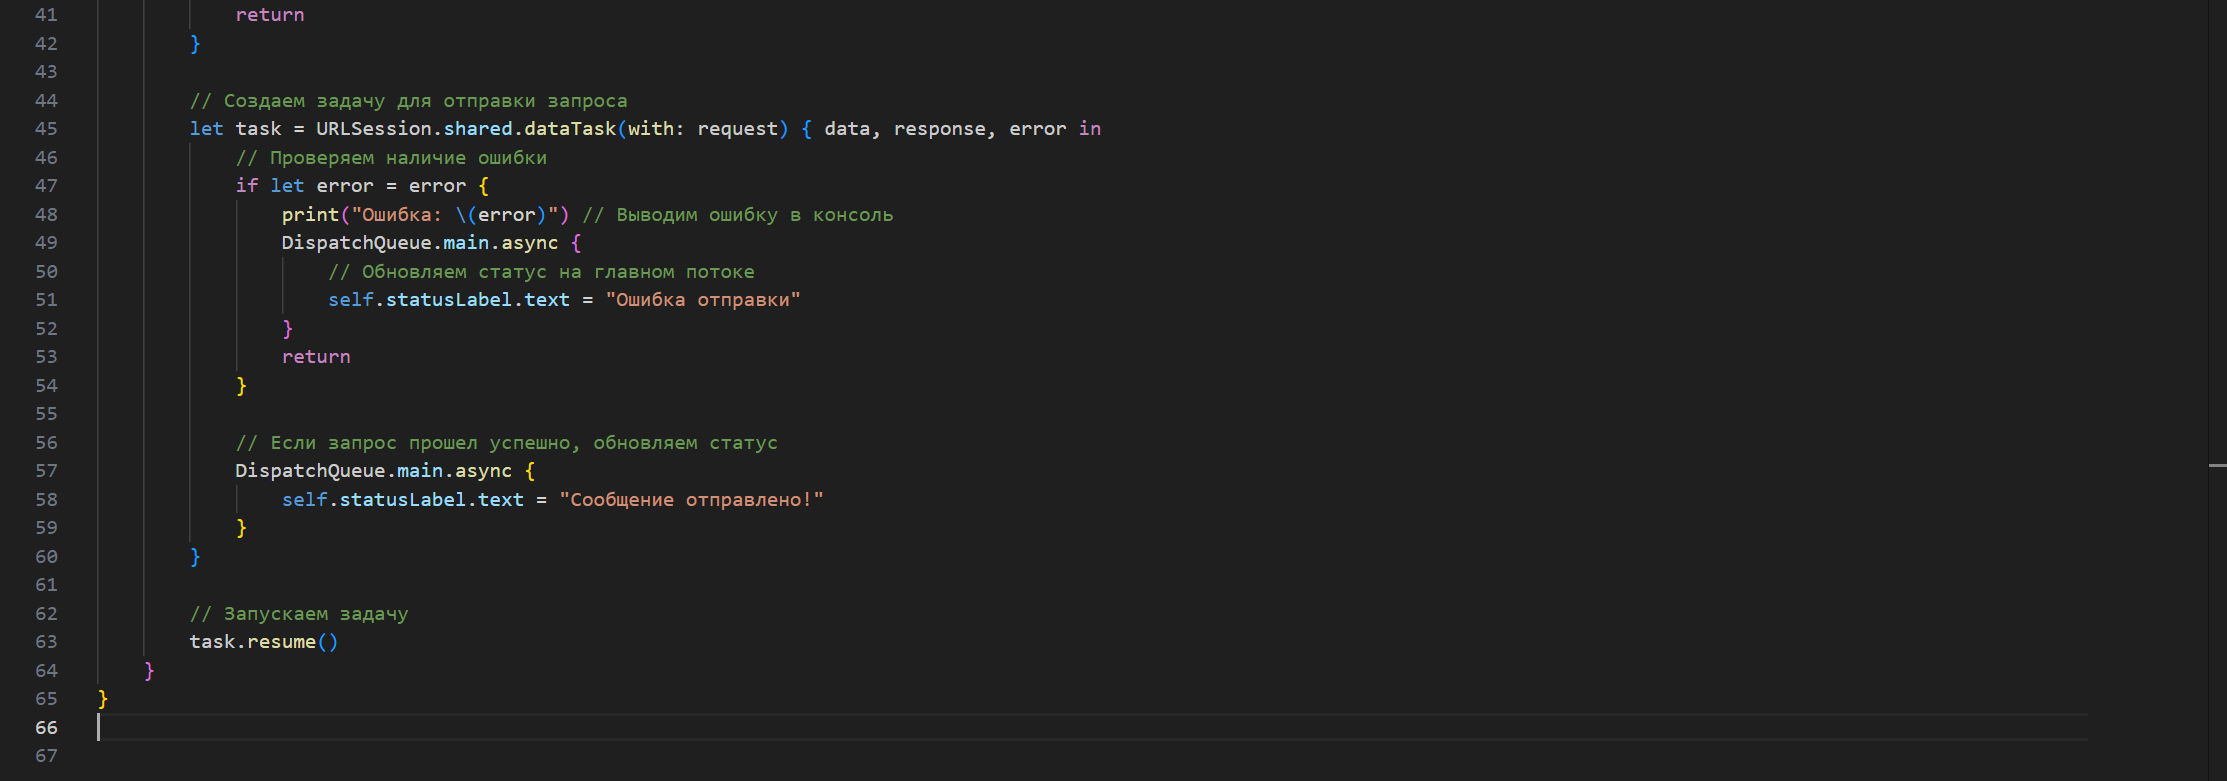 41 return
42 }
43
44 // Создаем задачу для отправки запроса
45 let task = URLSession.shared.dataTask(with: request) { data, response, error in
46 // Проверяем наличие ошибки
47 if let error = error {
48 print("Ошибка: \(error)") // Выводим ошибку в консоль
49 DispatchQueue.main.async {
50 // Обновляем статус на главном потоке
51 self.statusLabel.text = "Ошибка отправки"
52 }
53 return
54 }
55
56 // Если запрос прошел успешно, обновляем статус
57 DispatchQueue.main.async {
58 self.statusLabel.text = "Сообщение отправлено!"
59 }
60 }
61
62 // Запускаем задачу
63 task.resume()
64 }
65 }
66
67